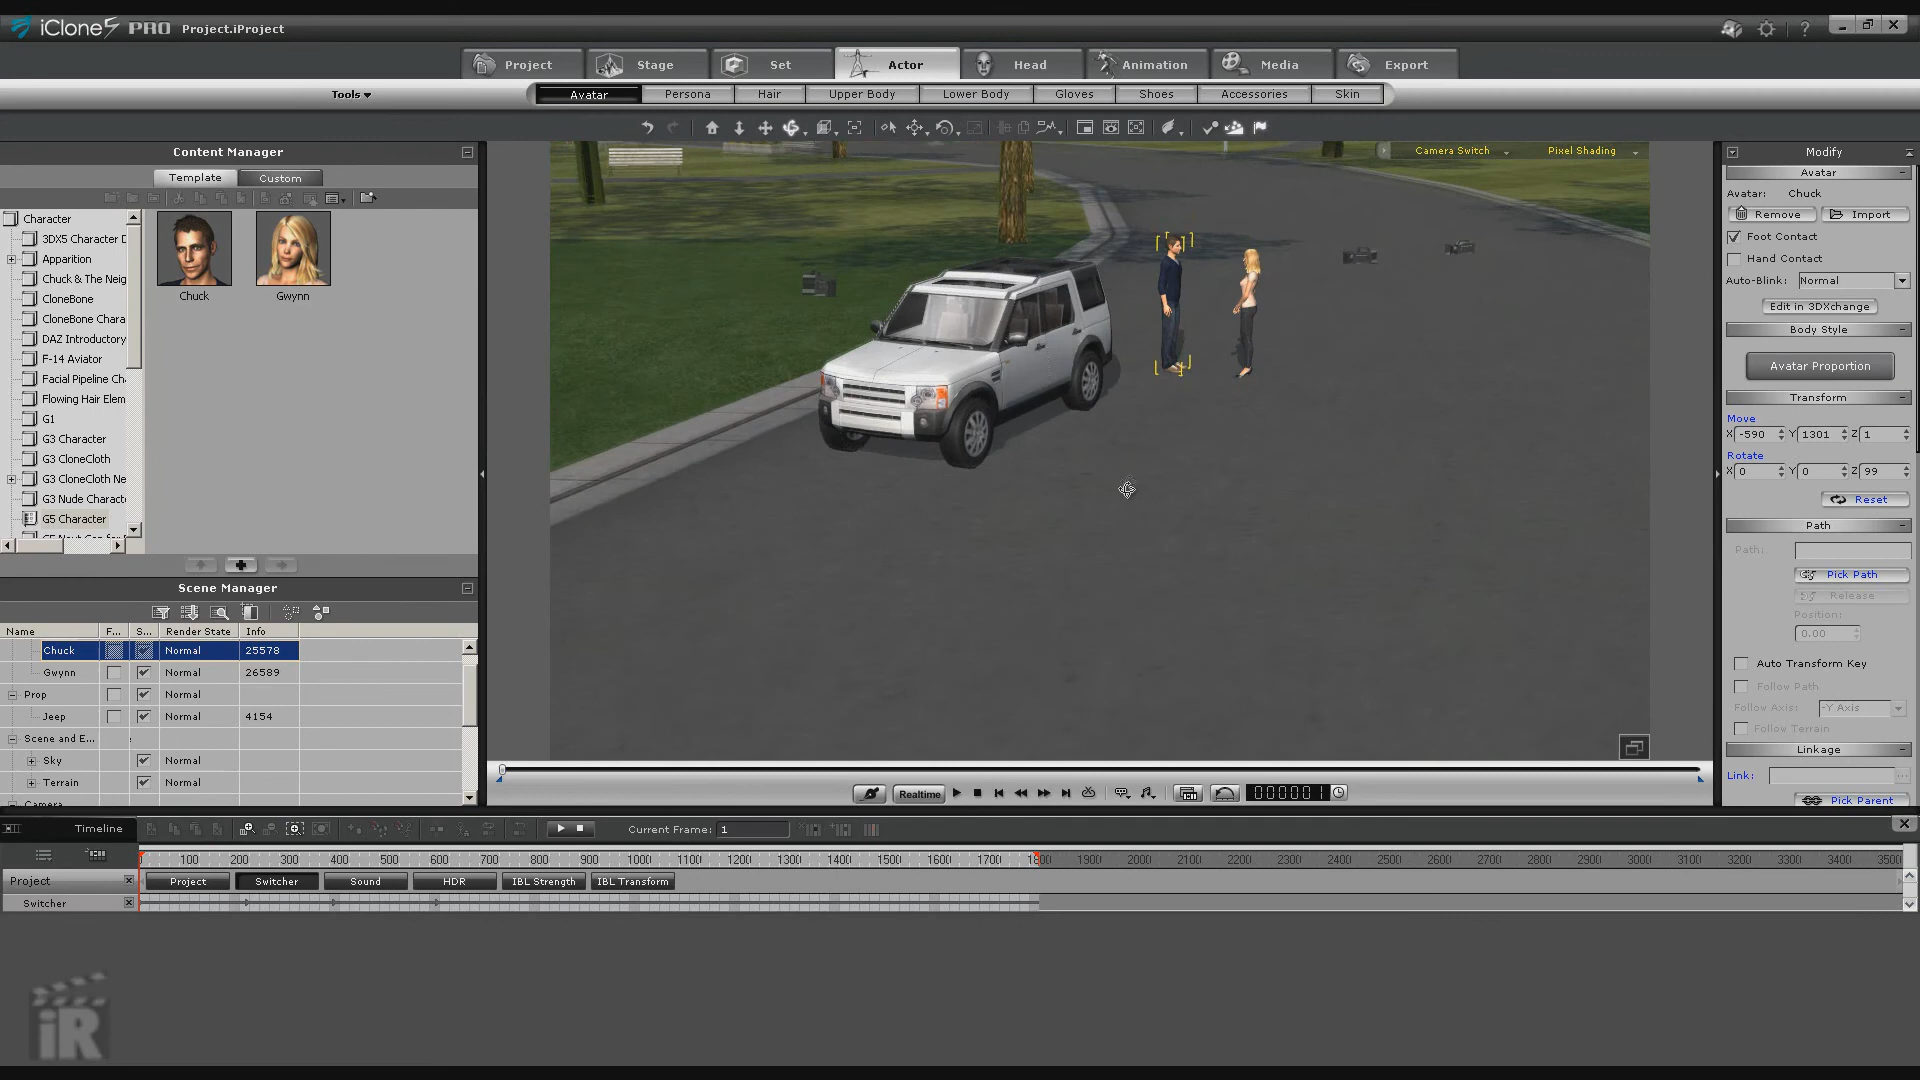 iClone5 PRO Project.iProject
Project Stage Set Actor Head Animation Media Export
Tools Avatar Persona Hair Upper Body Lower Body Gloves Shoes Accessories Skin
Content Manager
Template Custom
Character
3DX5 Character D
Apparition
Chuck & The Neig
CloneBone
CloneBone Chara
DAZ Introductory
F-14 Aviator
Facial Pipeline Ch
Flowing Hair Elem
G1
G3 Character
G3 CloneCloth
G3 CloneCloth Ne
G3 Nude Charact
G5 Character
Chuck Gwynn
Camera Switch Pixel Shading
Scene Manager
Name F... S... Render State Info
Chuck Normal 25578
Gwynn Normal 26589
Prop Normal
Jeep Normal 4154
Scene and E...
Sky Normal
Terrain Normal
Camera
Modify
Avatar
Avatar: Chuck
Remove Import
Foot Contact
Hand Contact
Auto-Blink: Normal
Edit in 3DXchange
Body Style
Avatar Proportion
Transform
Move
X -590 Y 1301 Z 1
Rotate
X 0 Y 0 Z 99
Reset
Path
Path:
Pick Path
Release
Position:
0.00
Auto Transform Key
Follow Path
Follow Axis: -Y Axis
Follow Terrain
Linkage
Link:
Pick Parent
Realtime 000001
Timeline Current Frame: 1
100 200 300 400 500 600 700 800 900 1000 1100 1200 1300 1400 1500 1600 1700 1800 1900 2000 2100 2200 2300 2400 2500 2600 2700 2800 2900 3000 3100 3200 3300 3400 3500
Project Project Switcher Sound HDR IBL Strength IBL Transform
Switcher
iR